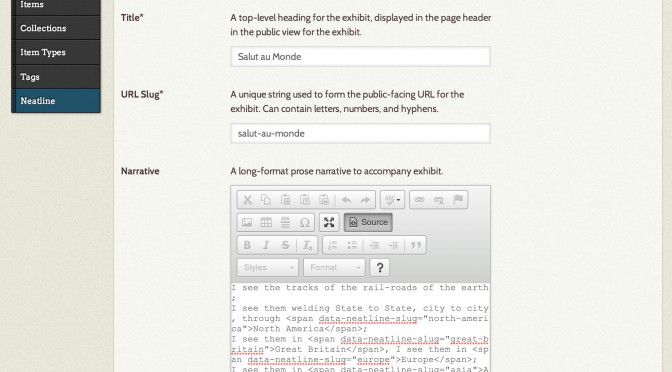 Items
Collections
Item Types
Tags
Neatline
Title*
A top-level heading for the exhibit, displayed in the page header
in the public view for the exhibit.
Salut au Monde
URL Slug*
A unique string used to form the public-facing URL for the
exhibit. Can contain letters, numbers, and hyphens.
salut-au-monde
Narrative
A long-format prose narrative to accompany exhibit.
ABC
Ω
Source
B I S Tx
Styles
Format
?
I see the tracks of the rail-roads of the earth
;
I see them welding State to State, city to city
, through <span data-neatline-slug="north-ameri
ca">North America</span>;
I see them in <span data-neatline-slug="great-b
ritain">Great Britain</span>, I see them in <sp
an data-neatline-slug="europe">Europe</span>;
I see them in <span data-neatline-slug="asia">A